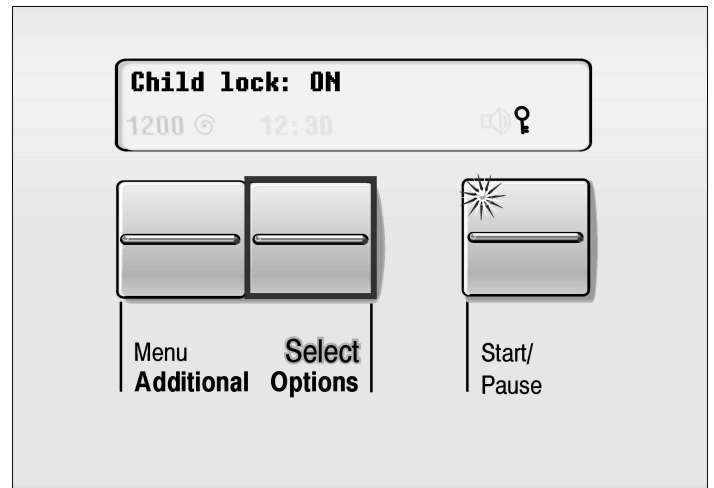 Child lock: ON
1200 12:30
Menu Select
Additional Options
Start/
Pause